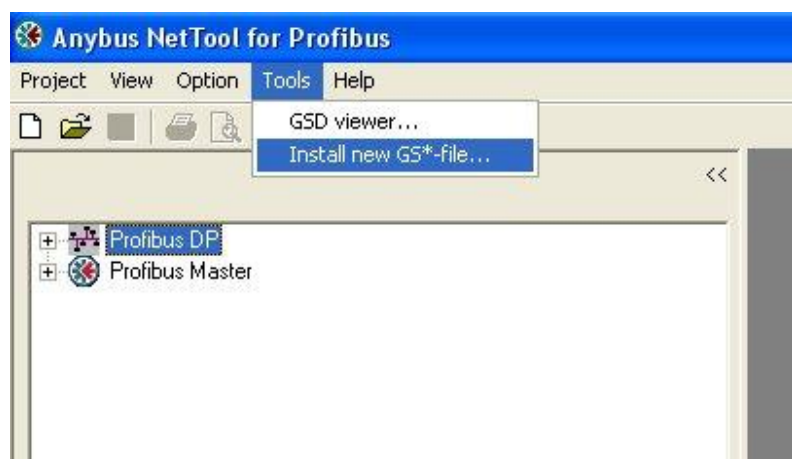 Anybus NetTool for Profibus
Project View Option Tools Help
GSD viewer...
Install new GS*-file...
<<
Profibus DP
Profibus Master